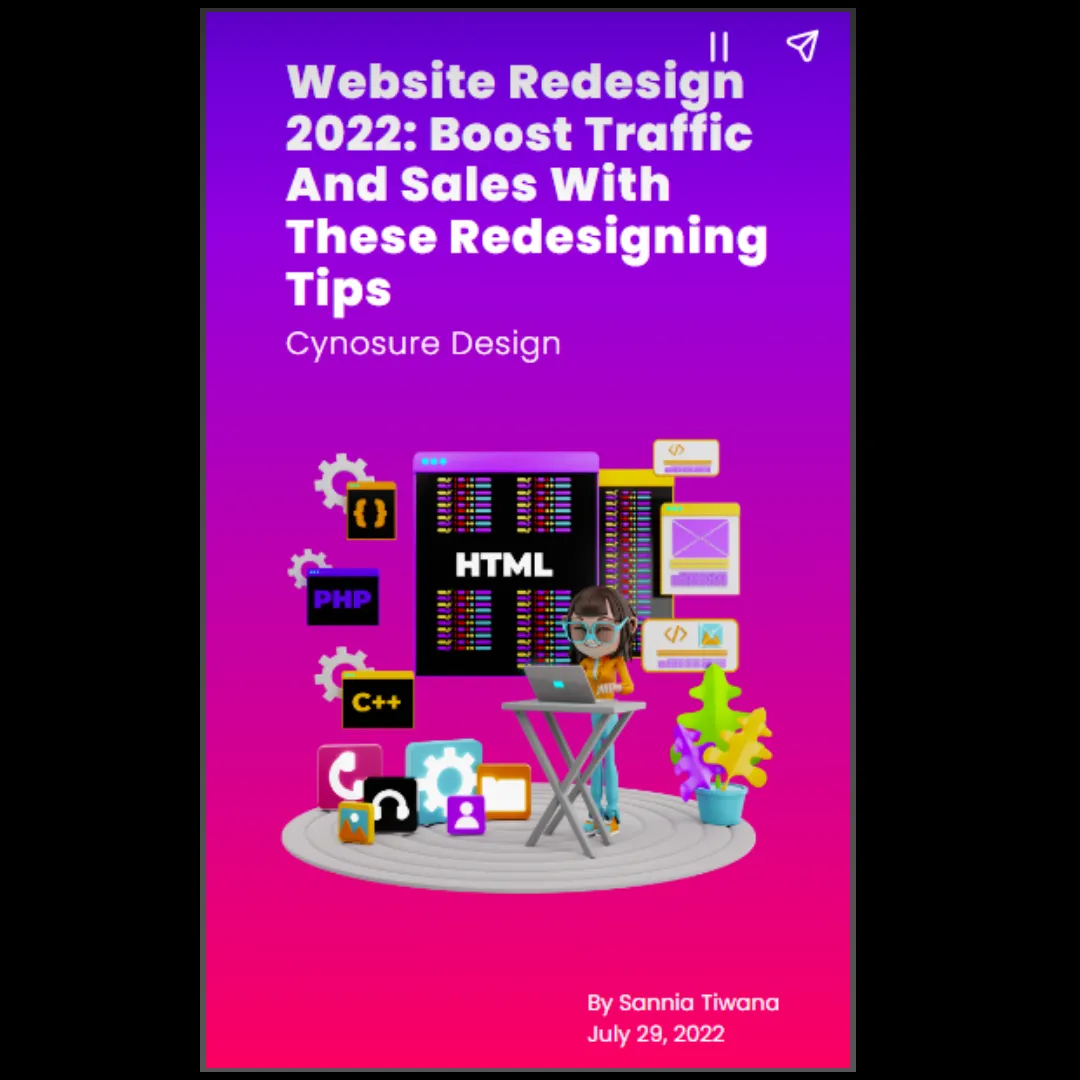 Website Redesign
2022: Boost Traffic
And Sales With
These Redesigning
Tips
Cynosure Design
{}
</>
HTML
PHP
</>
C++
By Sannia Tiwana
July 29, 2022